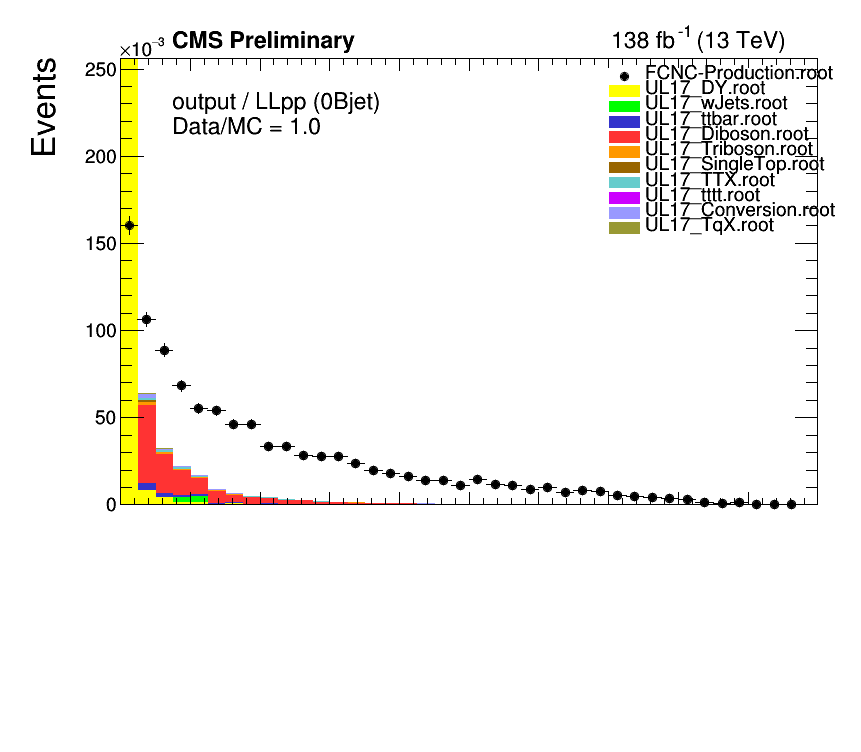 ×10⁻³ CMS Preliminary 138 fb⁻¹ (13 TeV)
Events
250
200
150
100
50
0
output / LLpp (0Bjet)
Data/MC = 1.0
FCNC-Production.root
UL17_DY.root
UL17_wJets.root
UL17_ttbar.root
UL17_Diboson.root
UL17_Triboson.root
UL17_SingleTop.root
UL17_TTX.root
UL17_tttt.root
UL17_Conversion.root
UL17_TqX.root